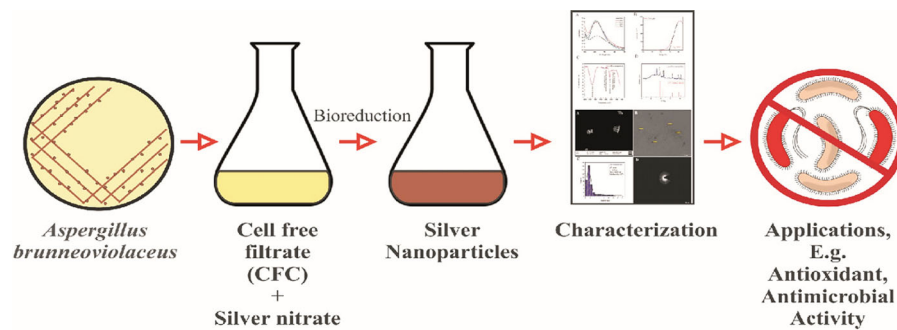 Bioreduction
Aspergillus
brunneoviolaceus
Cell free
filtrate
(CFC)
+
Silver nitrate
Silver
Nanoparticles
Characterization
Applications,
E.g.
Antioxidant,
Antimicrobial
Activity